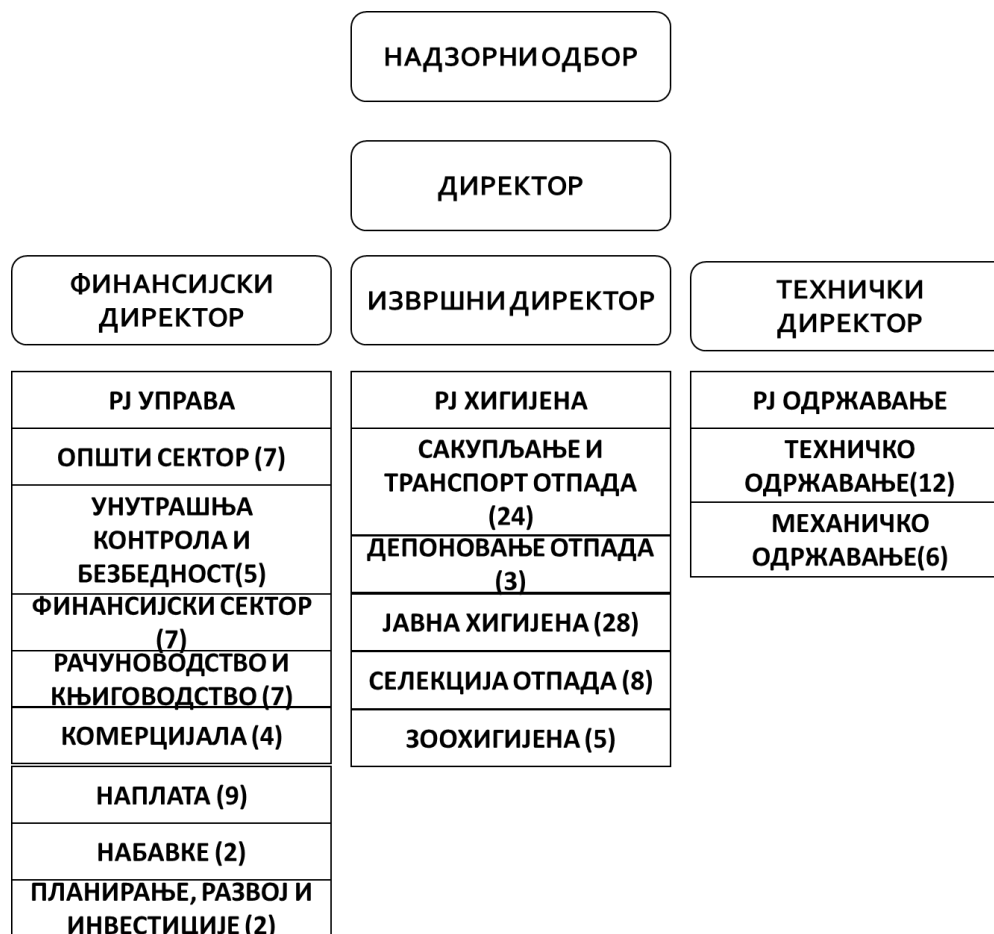 НАДЗОРНИ ОДБОР
ДИРЕКТОР
ФИНАНСИЈСКИ
ДИРЕКТОР
ИЗВРШНИ ДИРЕКТОР
ТЕХНИЧКИ
ДИРЕКТОР
РЈ УПРАВА
ОПШТИ СЕКТОР (7)
УНУТРАШЊА
КОНТРОЛА И
БЕЗБЕДНОСТ(5)
ФИНАНСИЈСКИ СЕКТОР
(7)
РАЧУНОВОДСТВО И
КЊИГОВОДСТВО (7)
КОМЕРЦИЈАЛА (4)
НАПЛАТА (9)
НАБАВКЕ (2)
ПЛАНИРАЊЕ, РАЗВОЈ И
ИНВЕСТИЦИЈЕ (2)
РЈ ХИГИЈЕНА
САКУПЉАЊЕ И
ТРАНСПОРТ ОТПАДА
(24)
ДЕПОНОВАЊЕ ОТПАДА
(3)
ЈАВНА ХИГИЈЕНА (28)
СЕЛЕКЦИЈА ОТПАДА (8)
ЗООХИГИЈЕНА (5)
РЈ ОДРЖАВАЊЕ
ТЕХНИЧКО
ОДРЖАВАЊЕ(12)
МЕХАНИЧКО
ОДРЖАВАЊЕ(6)